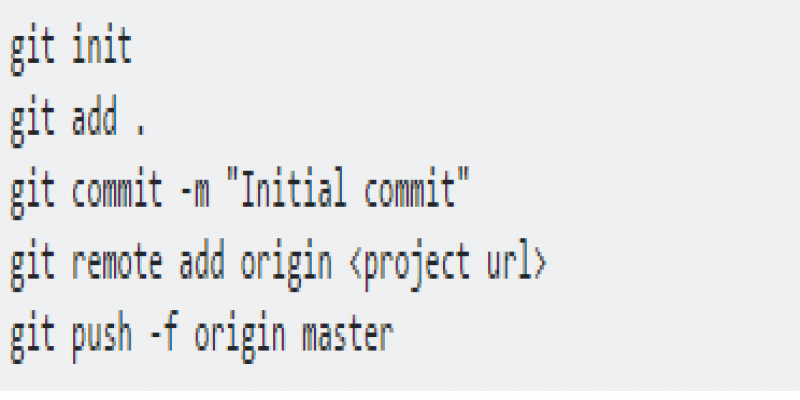 git init
git add .
git commit -m "Initial commit"
git remote add origin <project url>
git push -f origin master